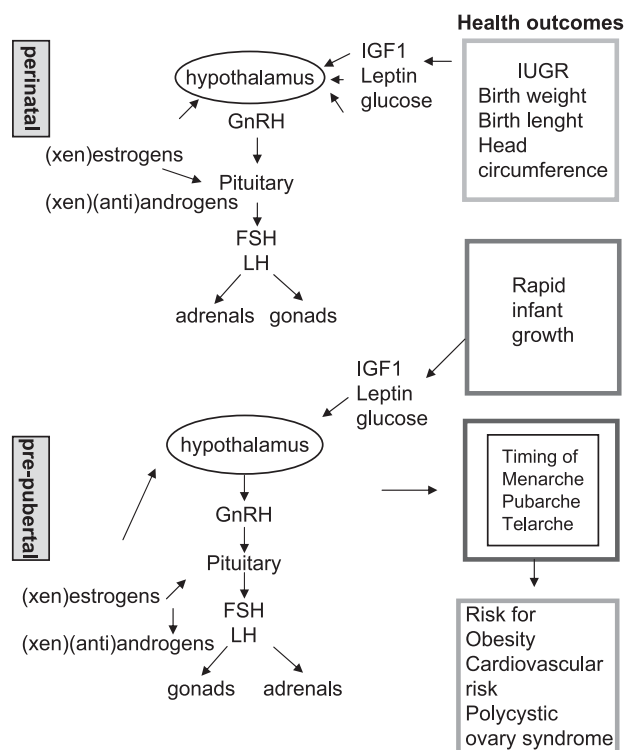 Health outcomes
perinatal
hypothalamus
IGF1
Leptin
glucose
IUGR
Birth weight
Birth lenght
Head
circumference
GnRH
(xen)estrogens
Pituitary
(xen)(anti)androgens
FSH
LH
adrenals gonads
Rapid
infant
growth
IGF1
Leptin
glucose
pre-pubertal
hypothalamus
Timing of
Menarche
Pubarche
Telarche
GnRH
Pituitary
(xen)estrogens
FSH
LH
(xen)(anti)androgens
gonads adrenals
Risk for
Obesity
Cardiovascular
risk
Polycystic
ovary syndrome